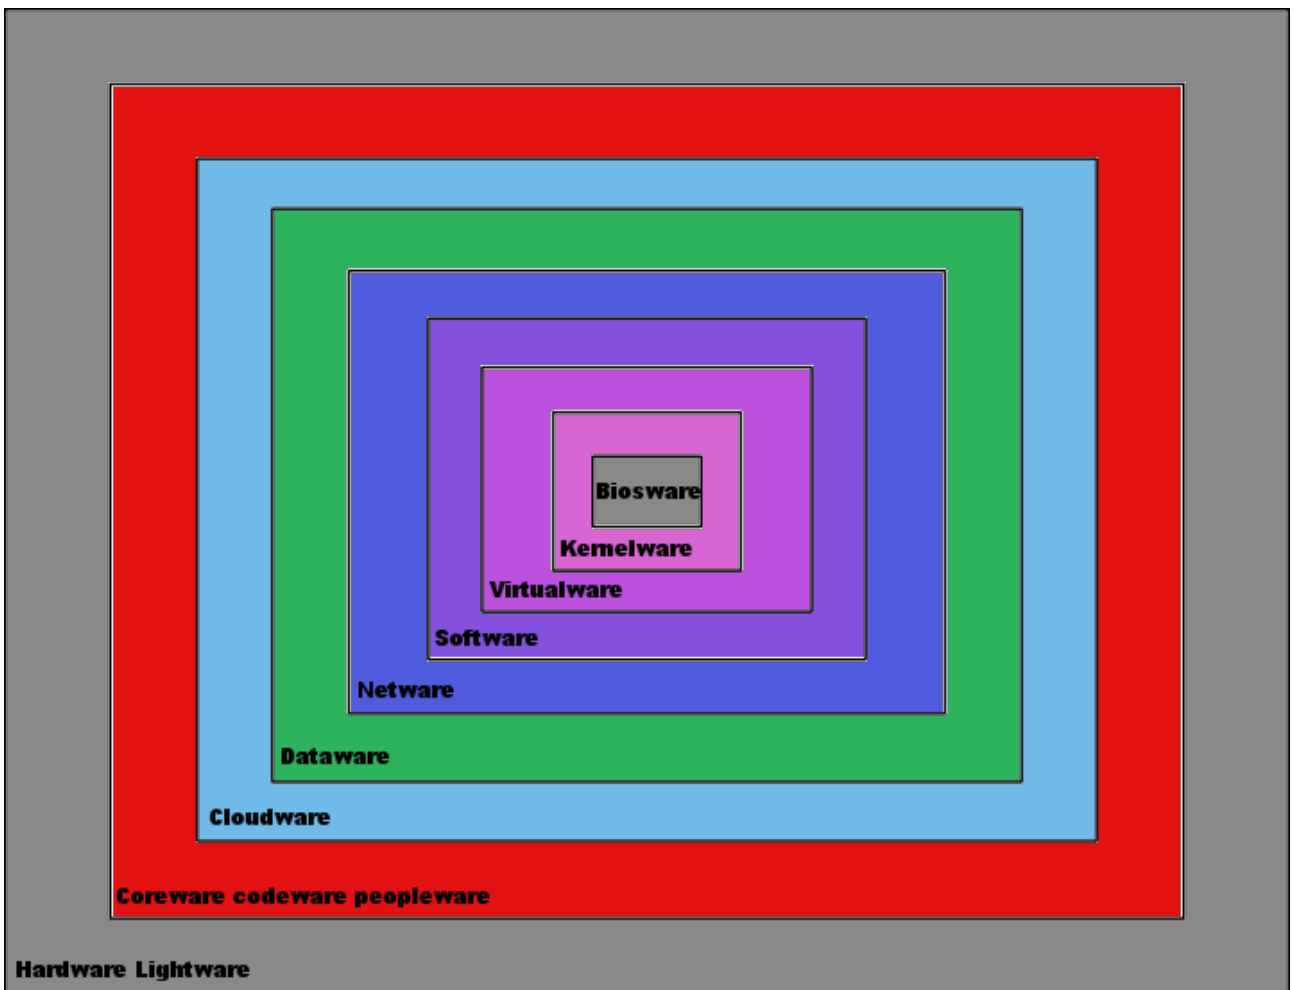 Biosware
Kernelware
Virtualware
Software
Netware
Dataware
Cloudware
Coreware codeware peopleware
Hardware Lightware